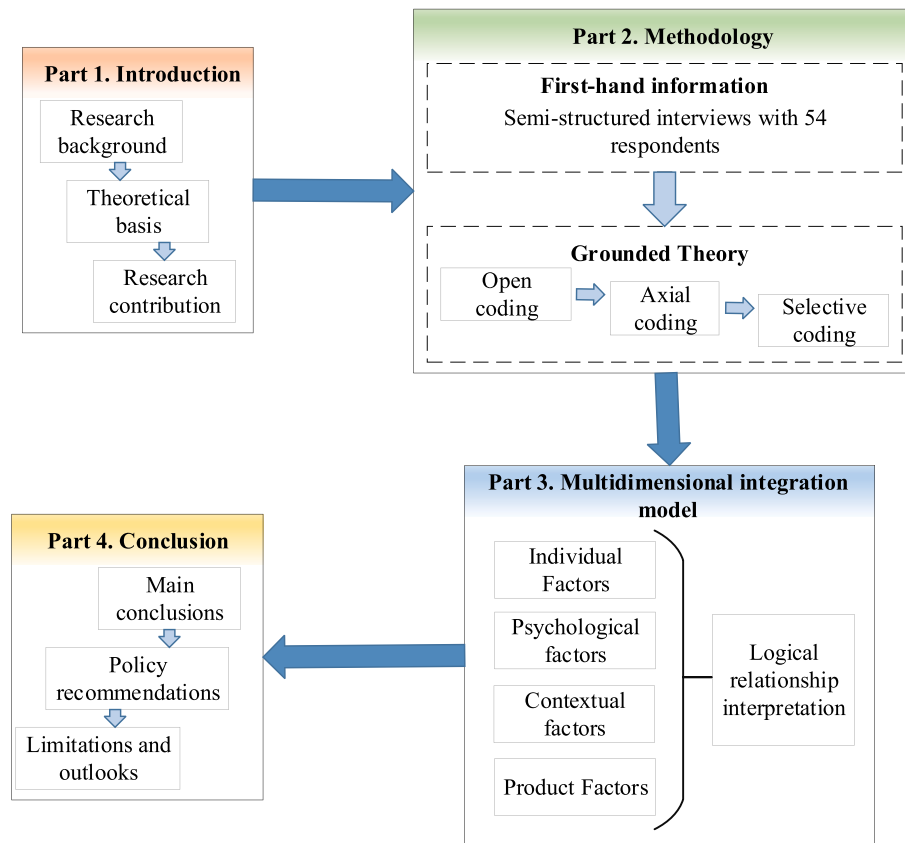 Part 1. Introduction
Research
background
Theoretical
basis
Research
contribution
Part 2. Methodology
First-hand information
Semi-structured interviews with 54
respondents
Grounded Theory
Open
coding
Axial
coding
Selective
coding
Part 3. Multidimensional integration
model
Individual
Factors
Psychological
factors
Contextual
factors
Product Factors
Logical
relationship
interpretation
Part 4. Conclusion
Main
conclusions
Policy
recommendations
Limitations and
outlooks